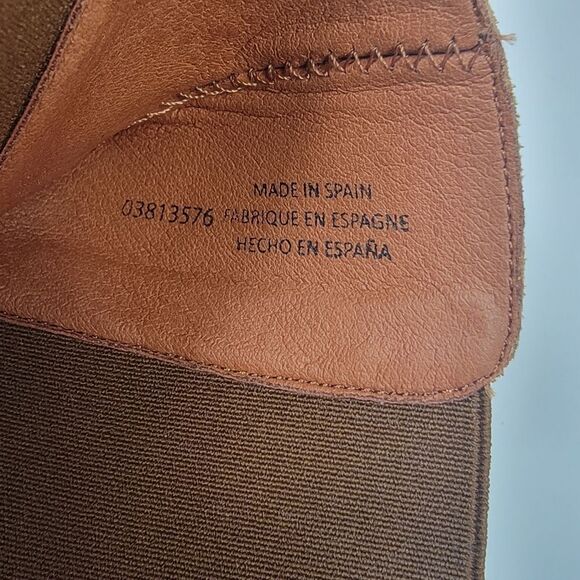 MADE IN SPAIN
03813576 FABRIQUE EN ESPAGNE
HECHO EN ESPAÑA